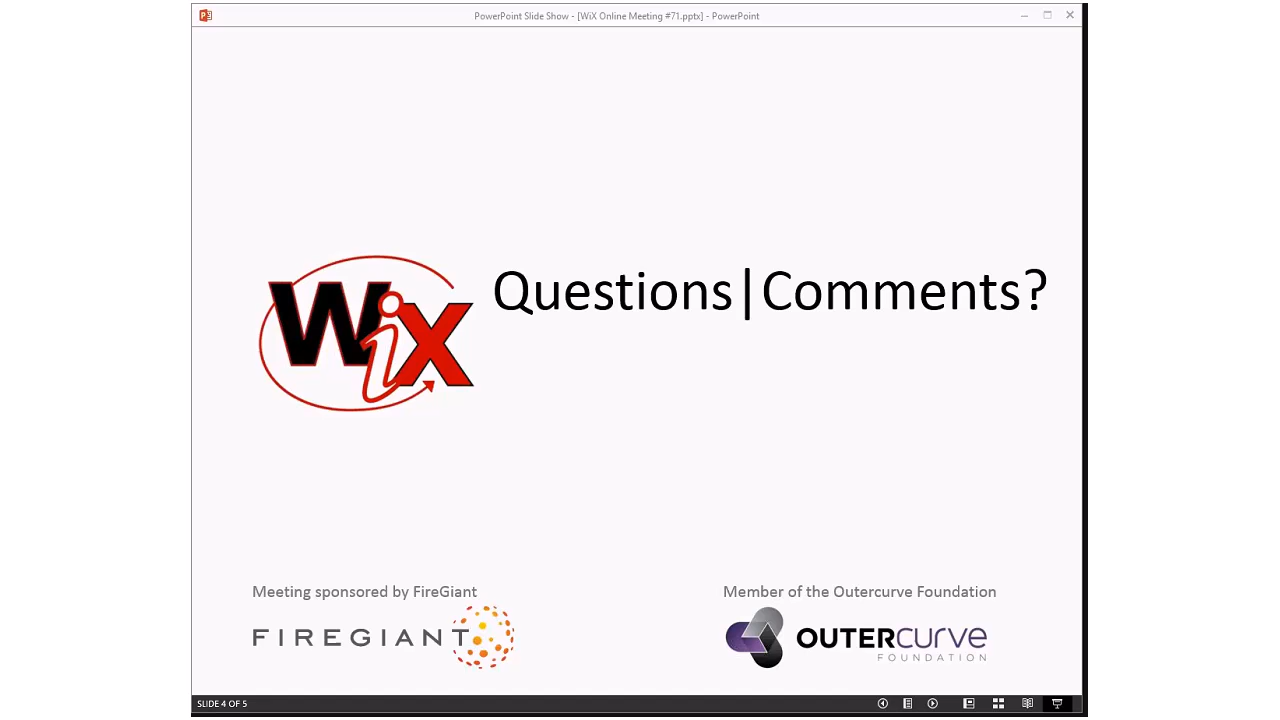 PowerPoint Slide Show - [WiX Online Meeting #71.pptx] - PowerPoint
WiX
Questions|Comments?
Meeting sponsored by FireGiant
FIREGIANT
Member of the Outercurve Foundation
OUTERCURVE
FOUNDATION
SLIDE 4 OF 5